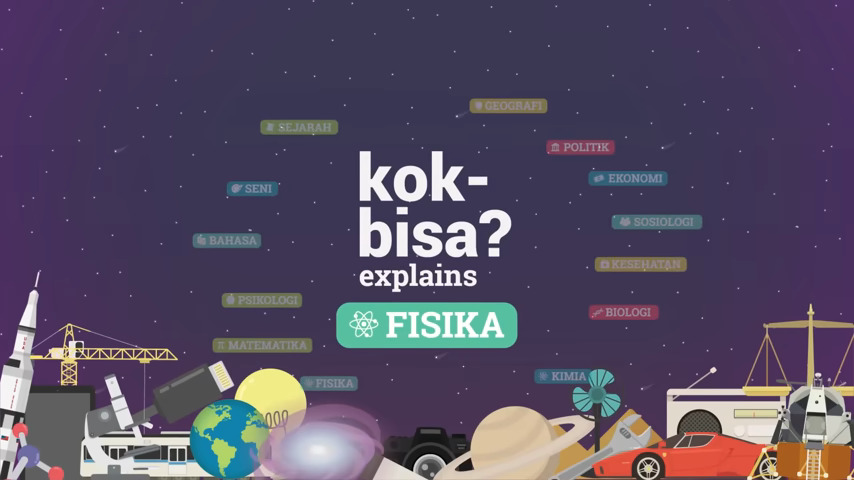 GEOGRAFI
SEJARAH
POLITIK
kok-
bisa?
explains
FISIKA
EKONOMI
SENI
SOSIOLOGI
BAHASA
KESEHATAN
PSIKOLOGI
BIOLOGI
MATEMATIKA
KIMIA
FISIKA